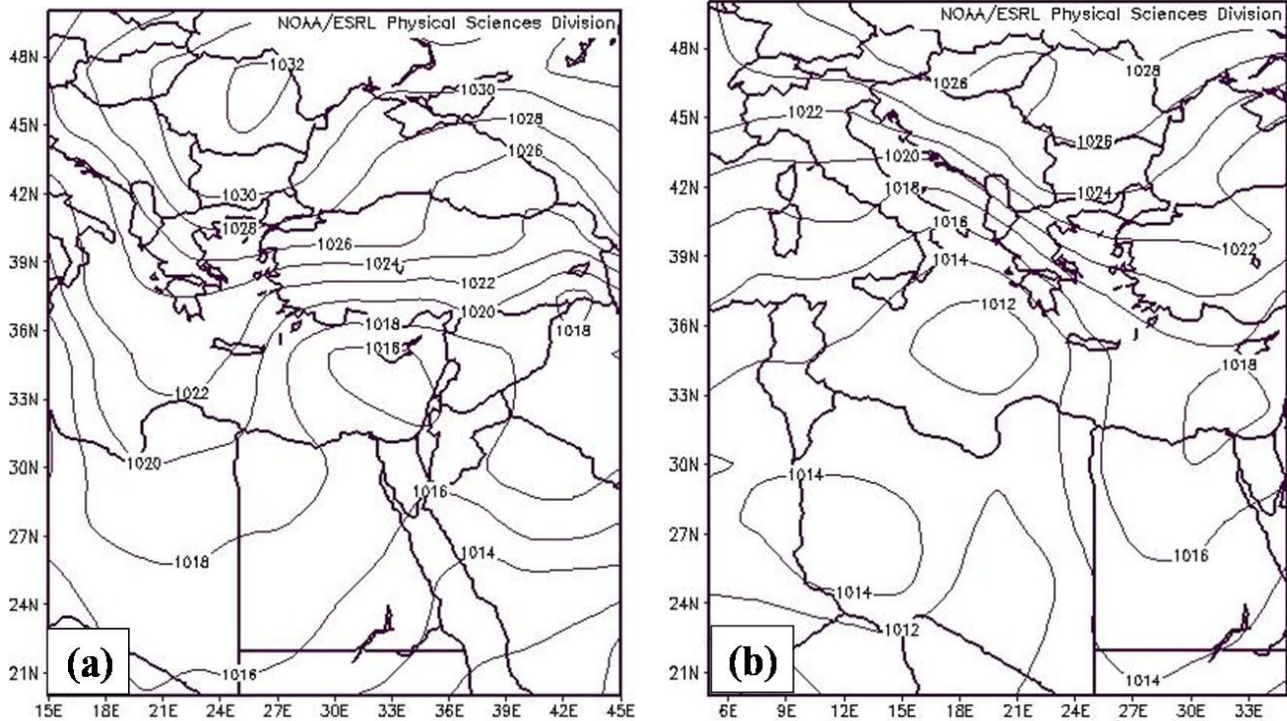 NOAA/ESRL Physical Sciences Division
48N
45N
42N
39N
36N
33N
30N
27N
24N
21N
15E 18E 21E 24E 27E 30E 33E 36E 39E 42E 45E
1032
1030
1028
1026
1030
1028
1026
1024
1022
1020
1018
1018
1016
1022
1020
1016
1018
1014
1016
(a)
NOAA/ESRL Physical Sciences Division
48N
45N
42N
39N
36N
33N
30N
27N
24N
21N
6E 9E 12E 15E 18E 21E 24E 27E 30E 33E
1028
1026
1022
1026
1020
1018
1024
1016
1022
1014
1012
1018
1014
1016
1014
1012
1014
(b)